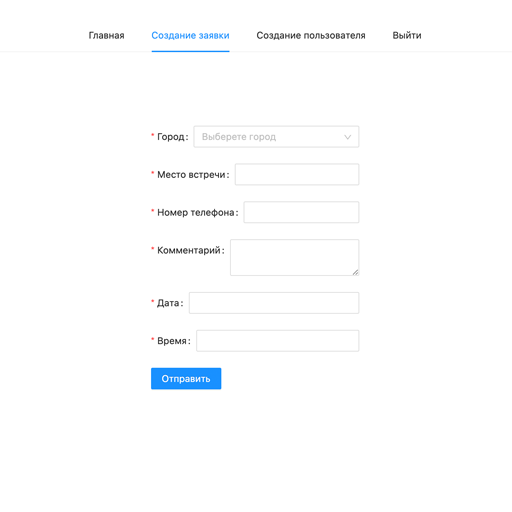 Главная Создание заявки Создание пользователя Выйти
* Город: Выберете город
* Место встречи:
* Номер телефона:
* Комментарий:
* Дата:
* Время:
Отправить